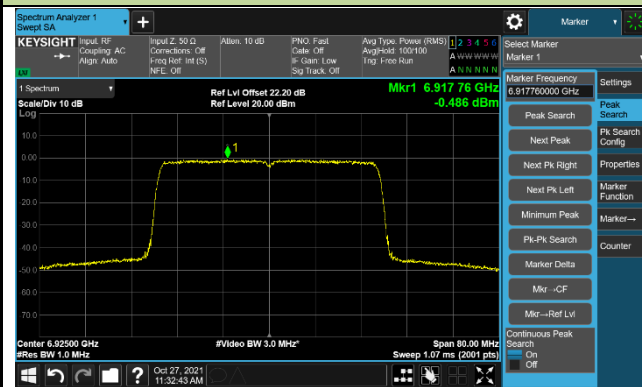 Spectrum Analyzer 1
Swept SA
Marker
KEYSIGHT
Input: RF
Coupling: AC
Align: Auto
Input Z: 50 Ω
Corrections: Off
Freq Ref: Int (S)
NFE: Off
Atten: 10 dB
PNO: Fast
Gate: Off
IF Gain: Low
Sig Track: Off
Avg Type: Power (RMS)
Avg|Hold: 100/100
Trig: Free Run
1 2 3 4 5 6
A W W W W W
A N N N N N
Select Marker
Marker 1
1 Spectrum
Scale/Div 10 dB
Log
Ref Lvl Offset 22.20 dB
Ref Level 20.00 dBm
Mkr1 6.917 76 GHz
-0.486 dBm
Marker Frequency
6.917760000 GHz
Peak Search
Next Peak
Next Pk Right
Next Pk Left
Minimum Peak
Pk-Pk Search
Marker Delta
Mkr→CF
Mkr→Ref Lvl
Continuous Peak
Search
On
Off
Settings
Peak
Search
Pk Search
Config
Properties
Marker
Function
Marker→
Counter
1
10.0
0.00
-10.0
-20.0
-30.0
-40.0
-50.0
-60.0
-70.0
Center 6.92500 GHz
#Res BW 1.0 MHz
#Video BW 3.0 MHz*
Span 80.00 MHz
Sweep 1.07 ms (2001 pts)
Oct 27, 2021
11:32:43 AM